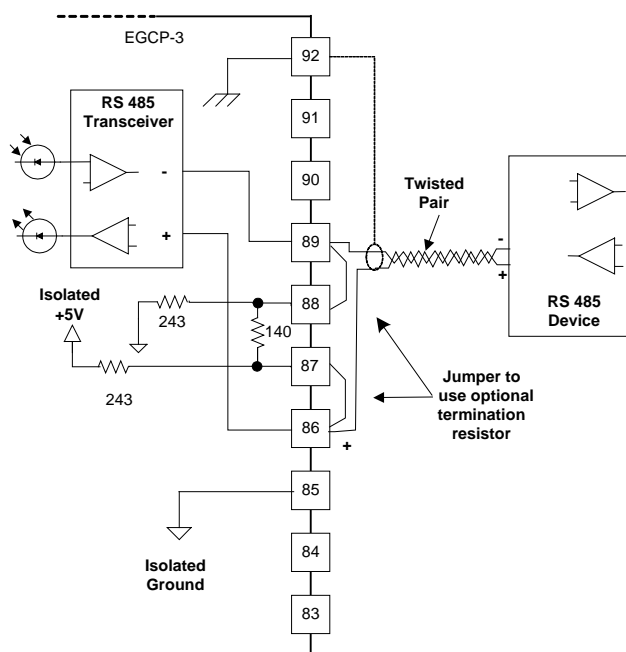 EGCP-3
92
RS 485
Transceiver
91
-
90
Twisted
Pair
89
+
-
+
Isolated
+5V
88
243
140
RS 485
Device
87
243
Jumper to
use optional
termination
resistor
86
+
85
84
Isolated
Ground
83